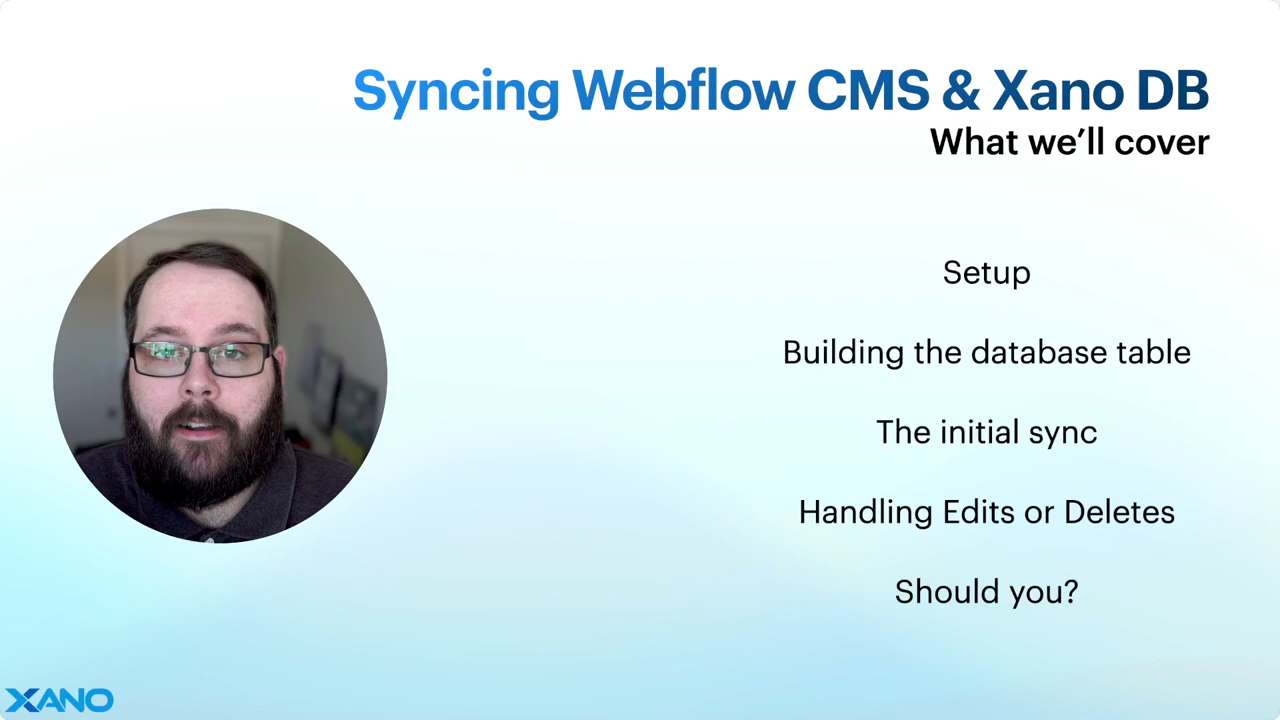 Syncing Webflow CMS & Xano DB
What we’ll cover
Setup
Building the database table
The initial sync
Handling Edits or Deletes
Should you?
XANO